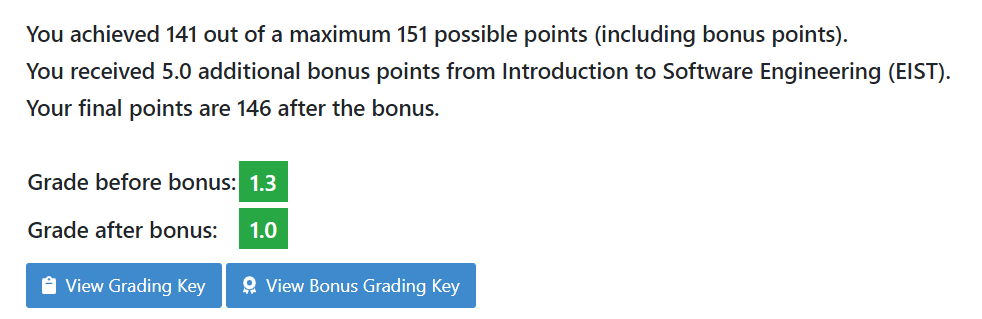 You achieved 141 out of a maximum 151 possible points (including bonus points).
You received 5.0 additional bonus points from Introduction to Software Engineering (EIST).
Your final points are 146 after the bonus.
Grade before bonus: 1.3
Grade after bonus: 1.0
View Grading Key View Bonus Grading Key